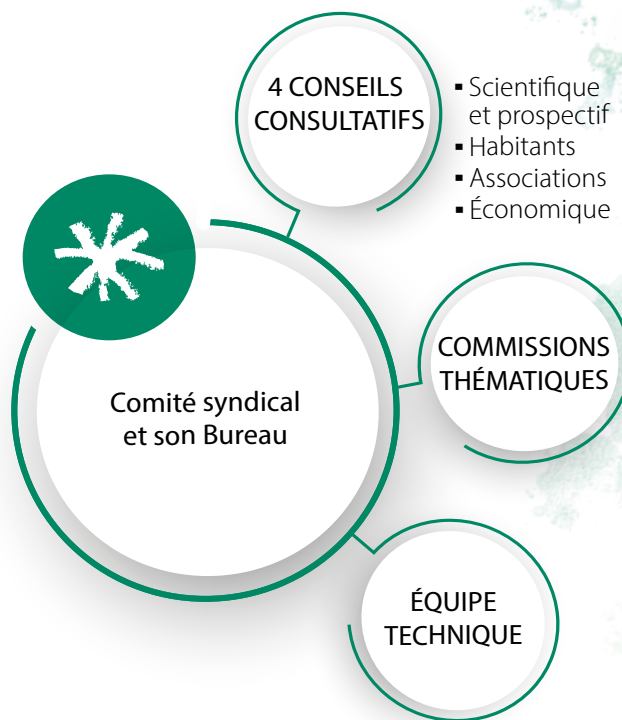 4 CONSEILS
CONSULTATIFS
▪ Scientifique
et prospectif
▪ Habitants
▪ Associations
▪ Économique
COMMISSIONS
THÉMATIQUES
Comité syndical
et son Bureau
ÉQUIPE
TECHNIQUE